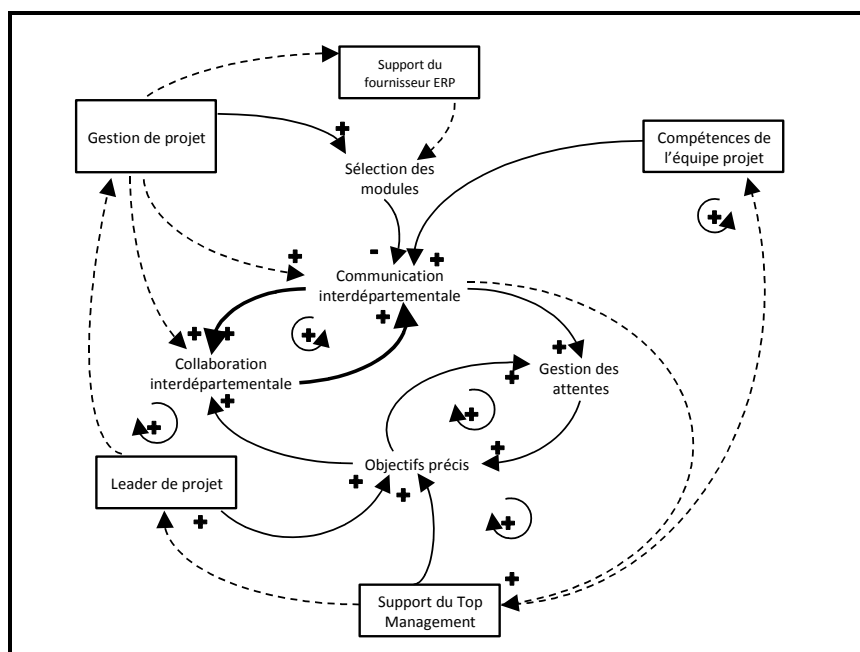 Support du
fournisseur ERP
Gestion de projet
Compétences de
l'équipe projet
+
Sélection des
modules
+
-
+
+
Communication
interdépartementale
+
+
+
+
+
Collaboration
interdépartementale
Gestion des
attentes
+
+
+
+
+
Objectifs précis
+
+
Leader de projet
+
+
+
Support du Top
Management